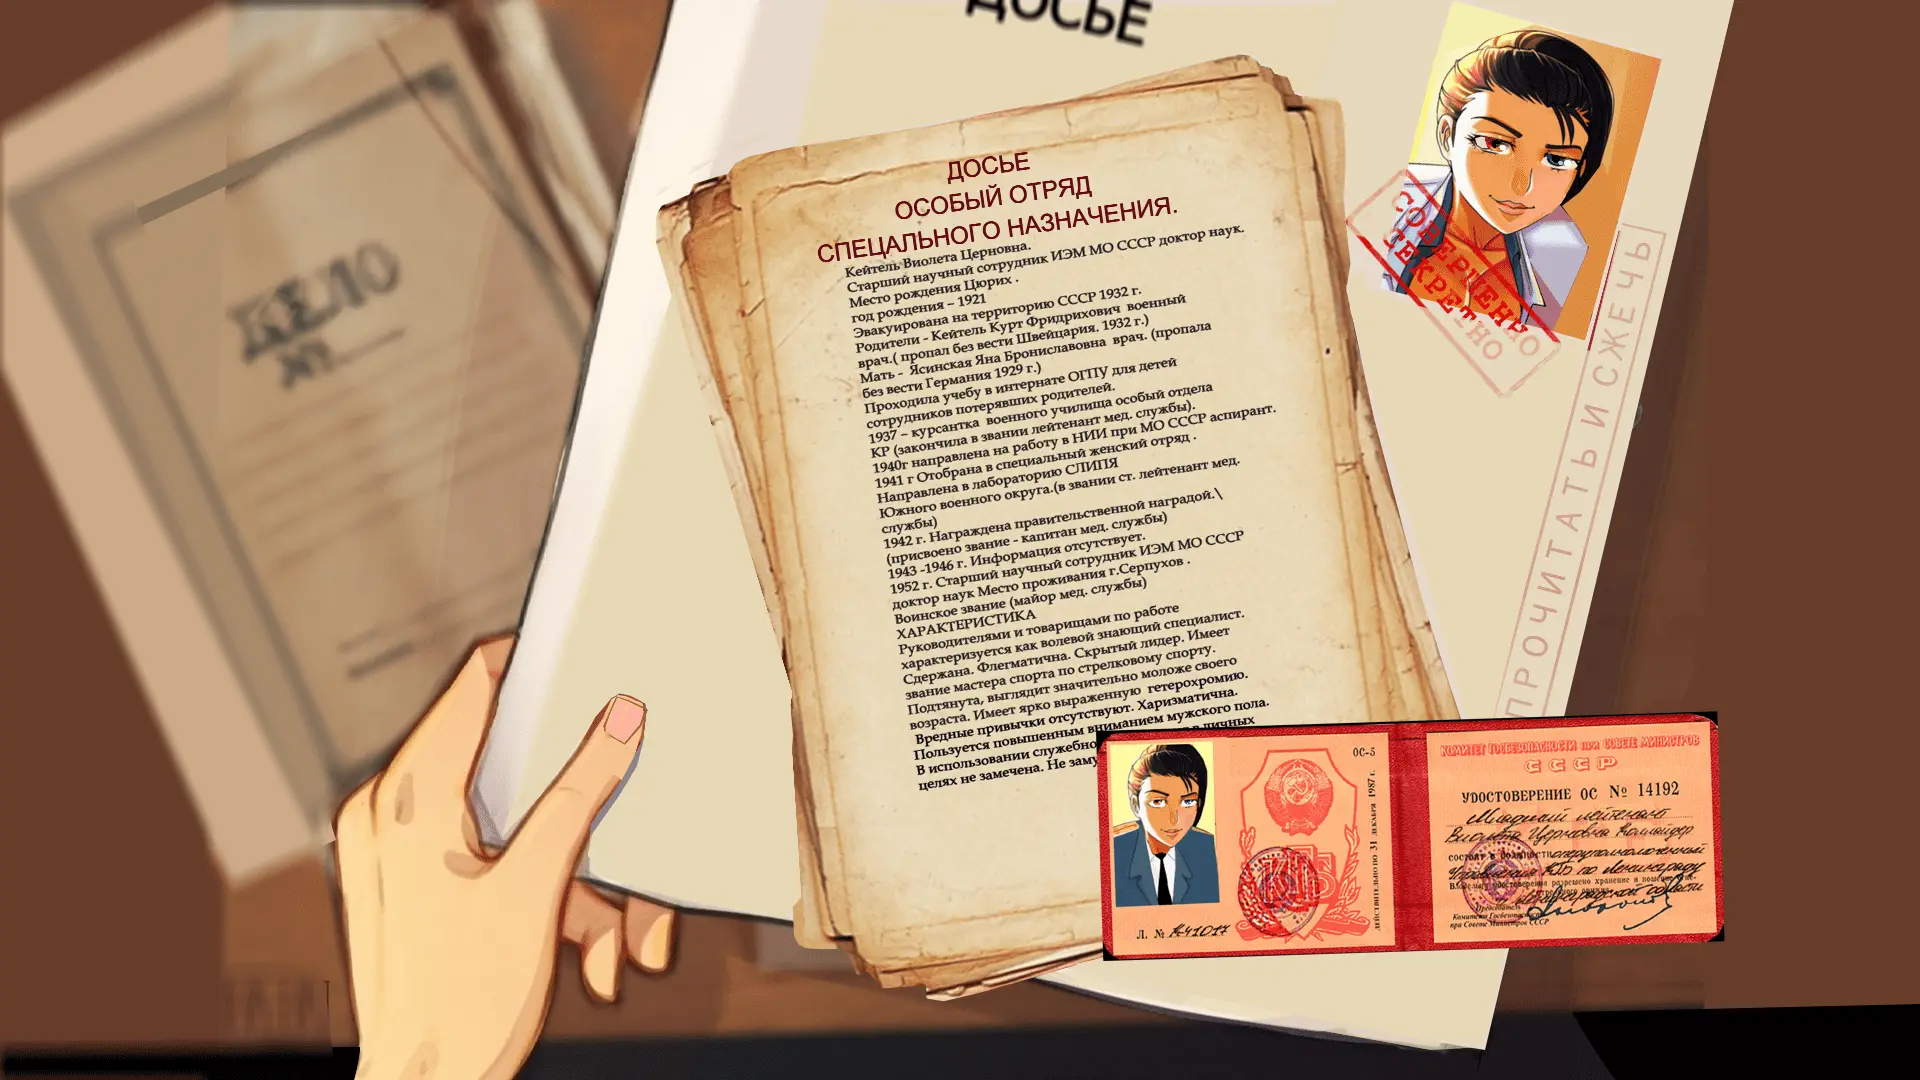 ДОСЬЕ
ДЕЛО
№
ДОСЬЕ
ОСОБЫЙ ОТРЯД
СПЕЦАЛЬНОГО НАЗНАЧЕНИЯ.
Кейтель Виолета Церновна.
Старший научный сотрудник ИЭМ МО СССР доктор наук.
Место рождения Цюрих .
год рождения – 1921
Эвакуирована на территорию СССР 1932 г.
Родители - Кейтель Курт Фридрихович военный
врач.( пропал без вести Швейцария. 1932 г.)
Мать - Ясинская Яна Брониславовна врач. (пропала
без вести Германия 1929 г.)
Проходила учебу в интернате ОГПУ для детей
сотрудников потерявших родителей.
1937 – курсантка военного училища особый отдела
КР (закончила в звании лейтенант мед. службы).
1940г направлена на работу в НИИ при МО СССР аспирант.
1941 г Отобрана в специальный женский отряд .
Направлена в лабораторию СЛИПЯ
Южного военного округа.(в звании ст. лейтенант мед.
службы)
1942 г. Награждена правительственной наградой.\
(присвоено звание - капитан мед. службы)
1943 -1946 г. Информация отсутствует.
1952 г. Старший научный сотрудник ИЭМ МО СССР
доктор наук Место проживания г.Серпухов .
Воинское звание (майор мед. службы)
ХАРАКТЕРИСТИКА
Руководителями и товарищами по работе
характеризуется как волевой знающий специалист.
Сдержана. Флегматична. Скрытый лидер. Имеет
звание мастера спорта по стрелковому спорту.
Подтянута, выглядит значительно моложе своего
возраста. Имеет ярко выраженную гетерохромию.
Вредные привычки отсутствуют. Харизматична.
Пользуется повышенным вниманием мужского пола.
В использовании служебно в личных
целях не замечена. Не заму
СОВЕРШЕННО
СЕКРЕТНО
ПРОЧИТАТЬ И СЖЕЧЬ
ОС-5
КГБ
ДЕЙСТВИТЕЛЬНО ПО 31 ДЕКАБРЯ 1987 г.
Л. № А-41017
КОМИТЕТ ГОСБЕЗОПАСНОСТИ ПРИ СОВЕТЕ МИНИСТРОВ
СССР
УДОСТОВЕРЕНИЕ ОС № 14192
Младший лейтенант
Виолета Церновна Коммандер
состоит в должности оперуполномоченный
Управления КГБ по Ленинграду
Владельцу удостоверения разрешено хранение и ношение
и Ленинградской области
Председатель
Комитета Госбезопасности
при Совете Министров СССР